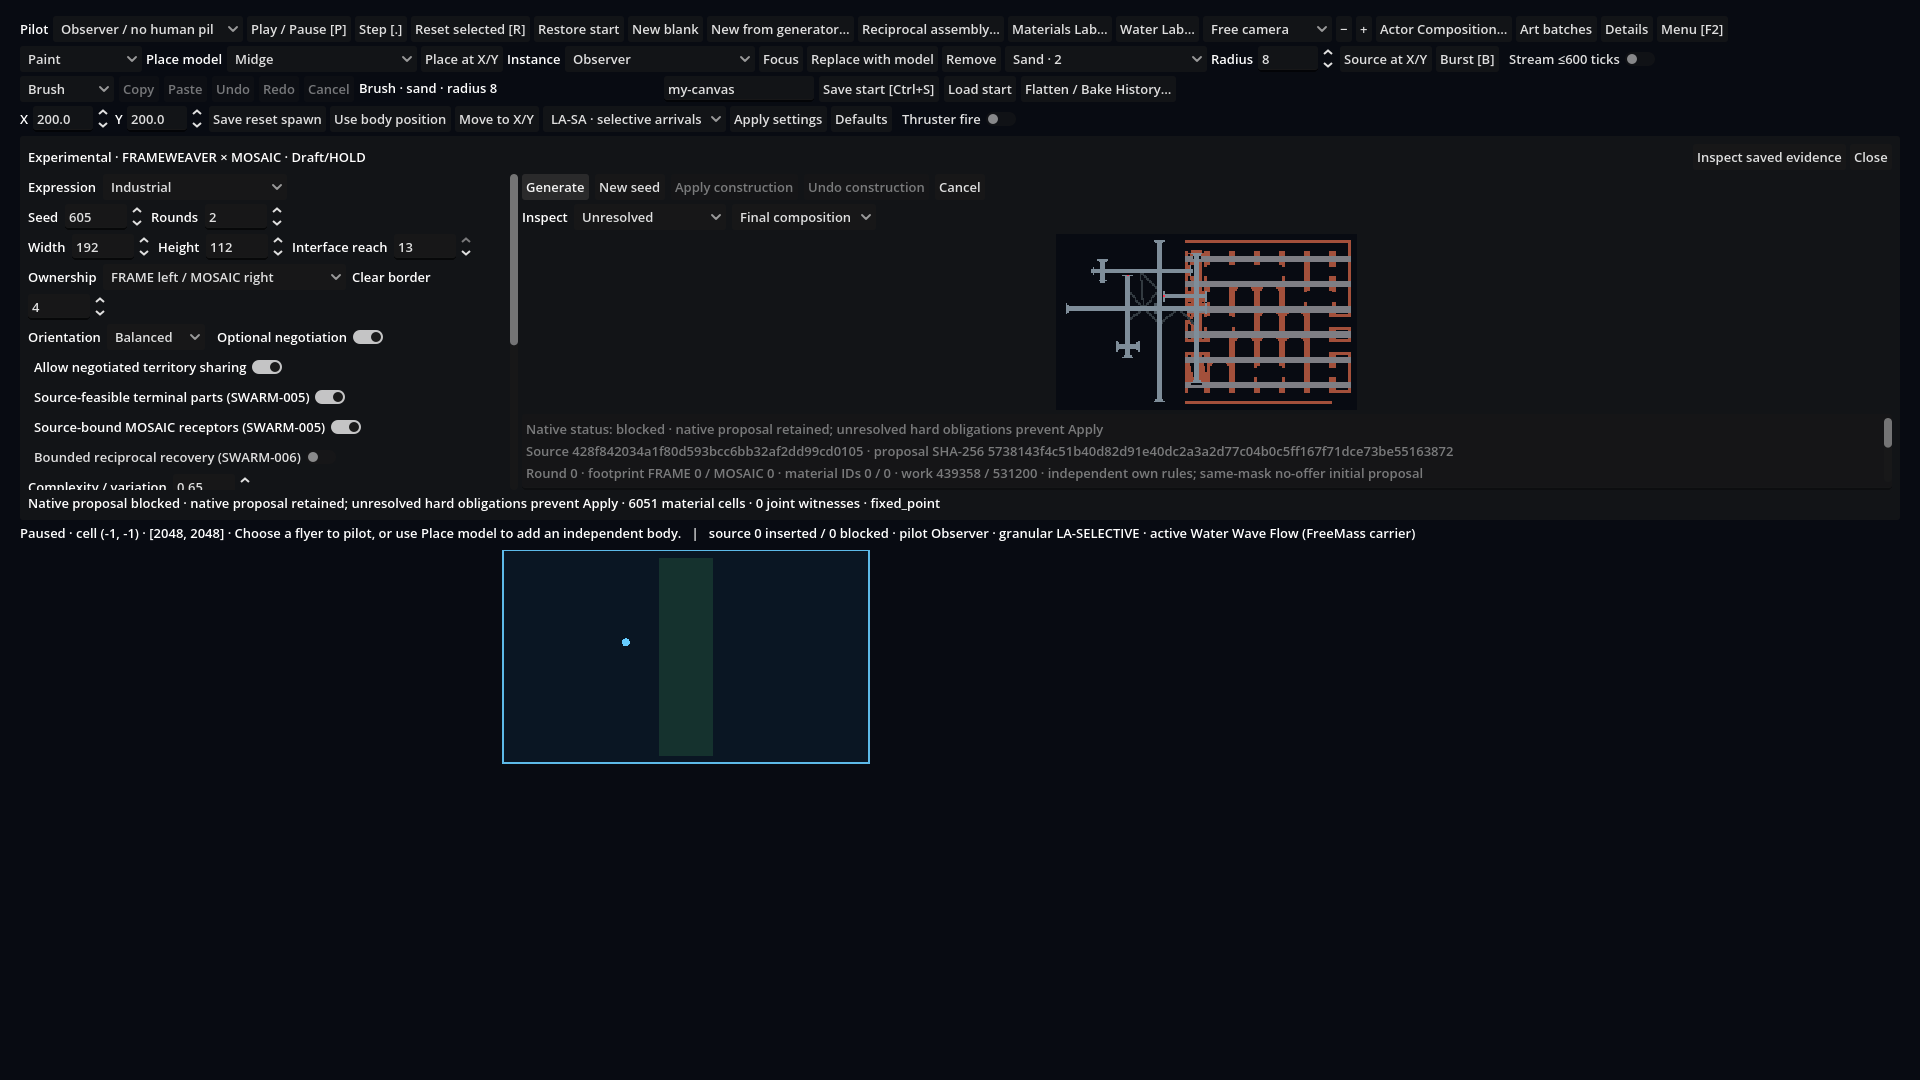 Pilot Observer / no human pil Play / Pause [P] Step [.] Reset selected [R] Restore start New blank New from generator... Reciprocal assembly... Materials Lab... Water Lab... Free camera − + Actor Composition... Art batches Details Menu [F2]
Paint Place model Midge Place at X/Y Instance Observer Focus Replace with model Remove Sand · 2 Radius 8 Source at X/Y Burst [B] Stream ≤600 ticks
Brush Copy Paste Undo Redo Cancel Brush · sand · radius 8 my-canvas Save start [Ctrl+S] Load start Flatten / Bake History...
X 200.0 Y 200.0 Save reset spawn Use body position Move to X/Y LA-SA · selective arrivals Apply settings Defaults Thruster fire
Experimental · FRAMEWEAVER × MOSAIC · Draft/HOLD Inspect saved evidence Close
Expression Industrial
Seed 605 Rounds 2
Width 192 Height 112 Interface reach 13
Ownership FRAME left / MOSAIC right Clear border
4
Orientation Balanced Optional negotiation
Allow negotiated territory sharing
Source-feasible terminal parts (SWARM-005)
Source-bound MOSAIC receptors (SWARM-005)
Bounded reciprocal recovery (SWARM-006)
Complexity / variation 0.65
Generate New seed Apply construction Undo construction Cancel
Inspect Unresolved Final composition
Native status: blocked · native proposal retained; unresolved hard obligations prevent Apply
Source 428f842034a1f80d593bcc6bb32af2dd99cd0105 · proposal SHA-256 5738143f4c51b40d82d91e40dc2a3a2d77c04b0c5ff167f71dce73be55163872
Round 0 · footprint FRAME 0 / MOSAIC 0 · material IDs 0 / 0 · work 439358 / 531200 · independent own rules; same-mask no-offer initial proposal
Native proposal blocked · native proposal retained; unresolved hard obligations prevent Apply · 6051 material cells · 0 joint witnesses · fixed_point
Paused · cell (-1, -1) · [2048, 2048] · Choose a flyer to pilot, or use Place model to add an independent body. | source 0 inserted / 0 blocked · pilot Observer · granular LA-SELECTIVE · active Water Wave Flow (FreeMass carrier)